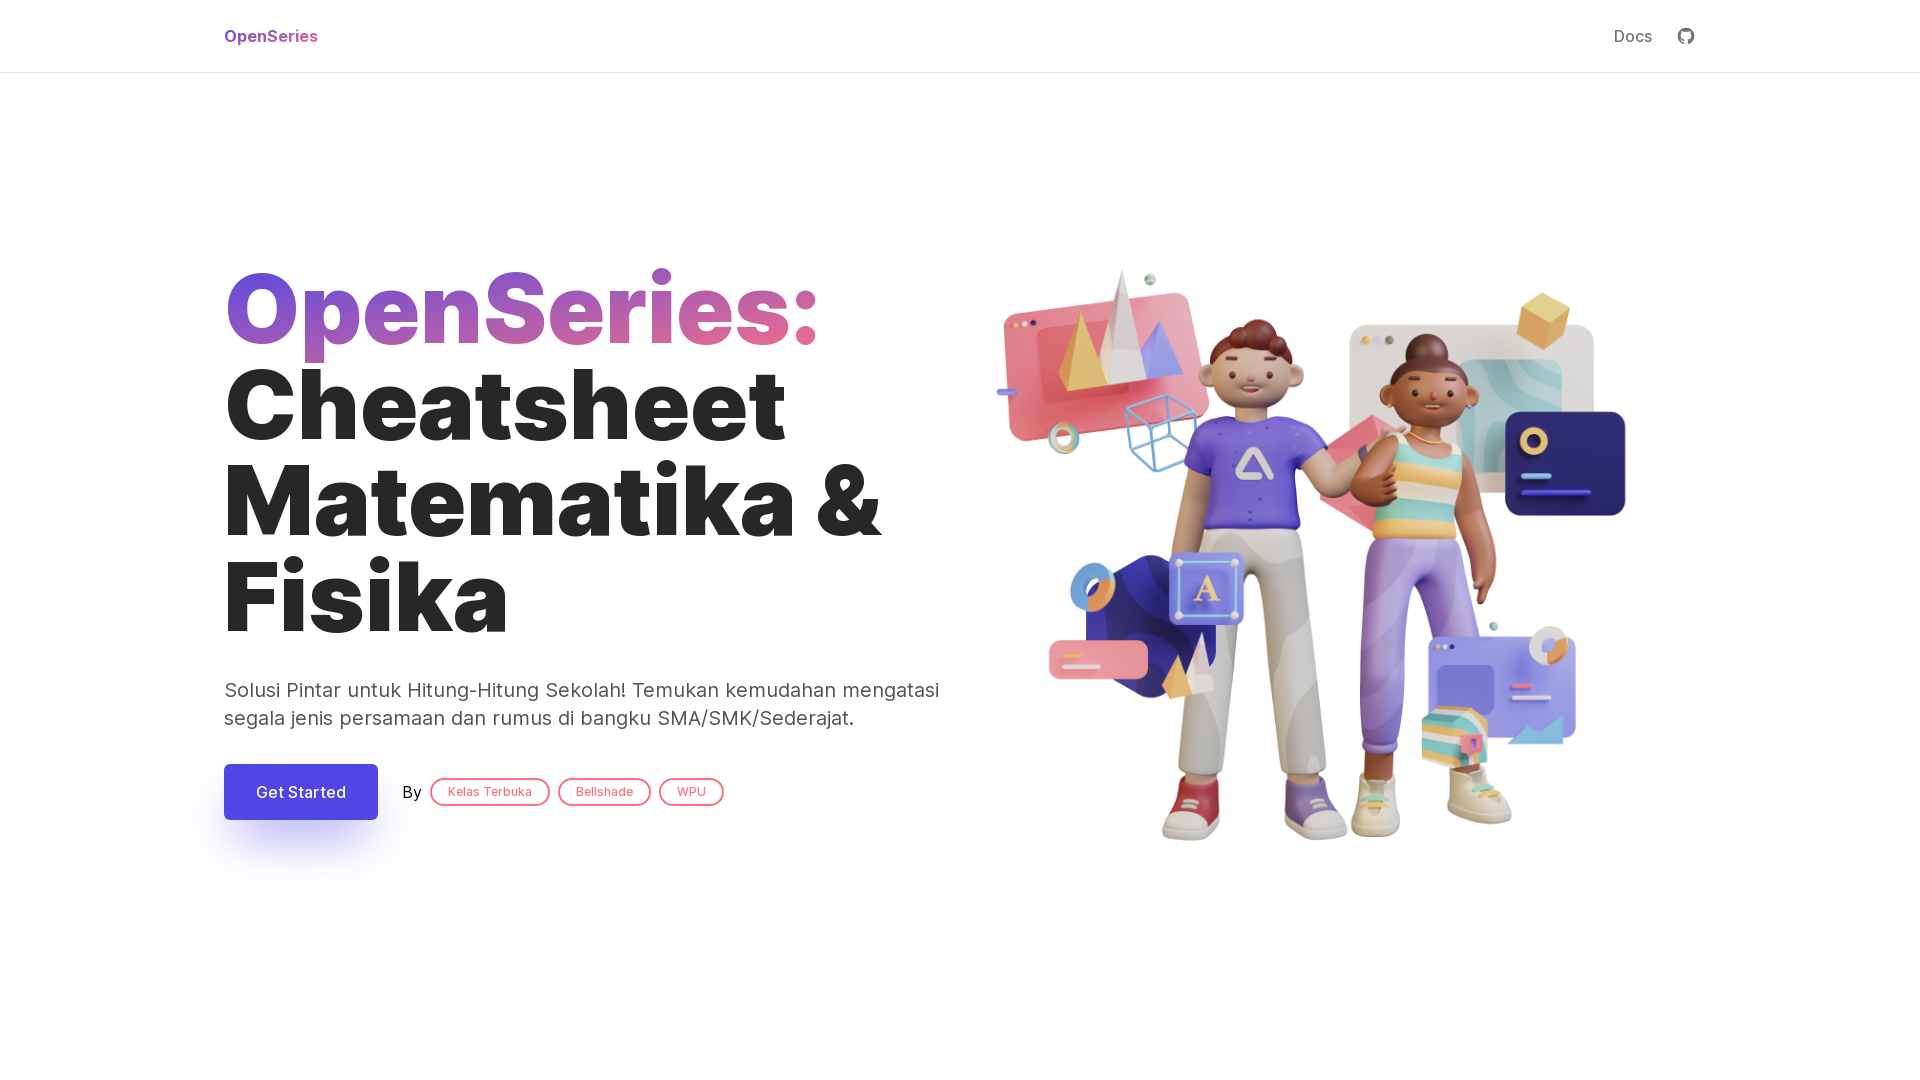 OpenSeries
Docs
OpenSeries:
Cheatsheet
Matematika &
Fisika
Solusi Pintar untuk Hitung-Hitung Sekolah! Temukan kemudahan mengatasi
segala jenis persamaan dan rumus di bangku SMA/SMK/Sederajat.
Get Started
By
Kelas Terbuka
Bellshade
WPU
A